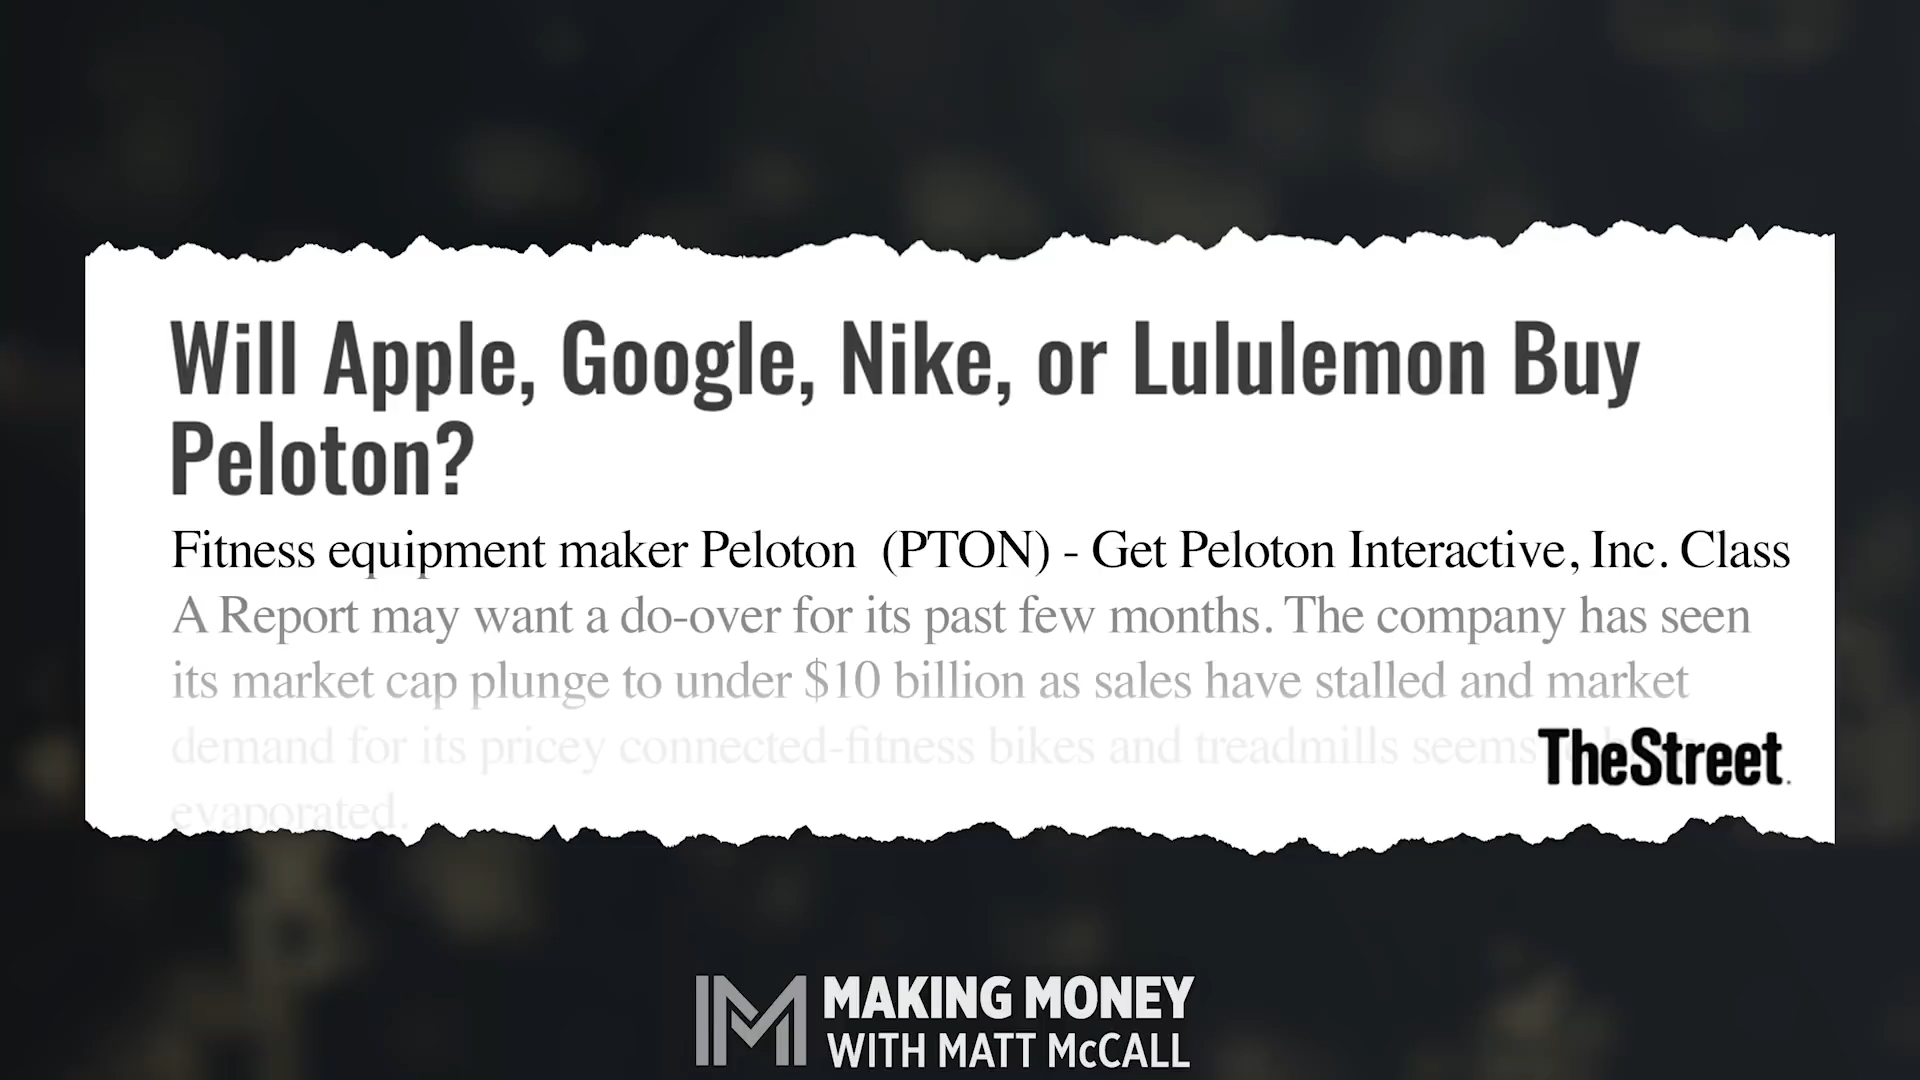 Will Apple, Google, Nike, or Lululemon Buy
Peloton?
Fitness equipment maker Peloton (PTON) - Get Peloton Interactive, Inc. Class
A Report may want a do-over for its past few months. The company has seen
its market cap plunge to under $10 billion as sales have stalled and market
demand for its pricey connected-fitness bikes and treadmills seems
evaporated.
TheStreet.
MAKING MONEY
WITH MATT McCALL